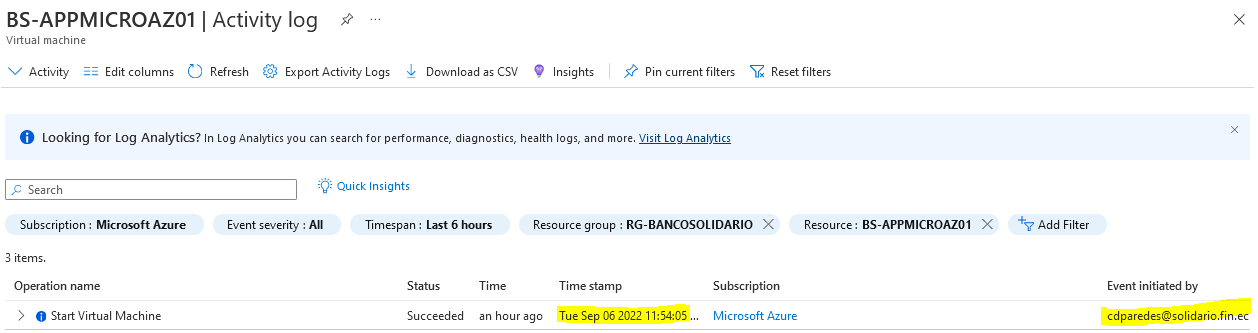 BS-APPMICROAZ01 | Activity log ...
Virtual machine
Activity Edit columns Refresh Export Activity Logs Download as CSV Insights Pin current filters Reset filters
Looking for Log Analytics? In Log Analytics you can search for performance, diagnostics, health logs, and more. Visit Log Analytics
Search Quick Insights
Subscription : Microsoft Azure Event severity : All Timespan : Last 6 hours Resource group : RG-BANCOSOLIDARIO Resource : BS-APPMICROAZ01 Add Filter
3 items.
Operation name Status Time Time stamp Subscription Event initiated by
Start Virtual Machine Succeeded an hour ago Tue Sep 06 2022 11:54:05 ... Microsoft Azure cdparedes@solidario.fin.ec